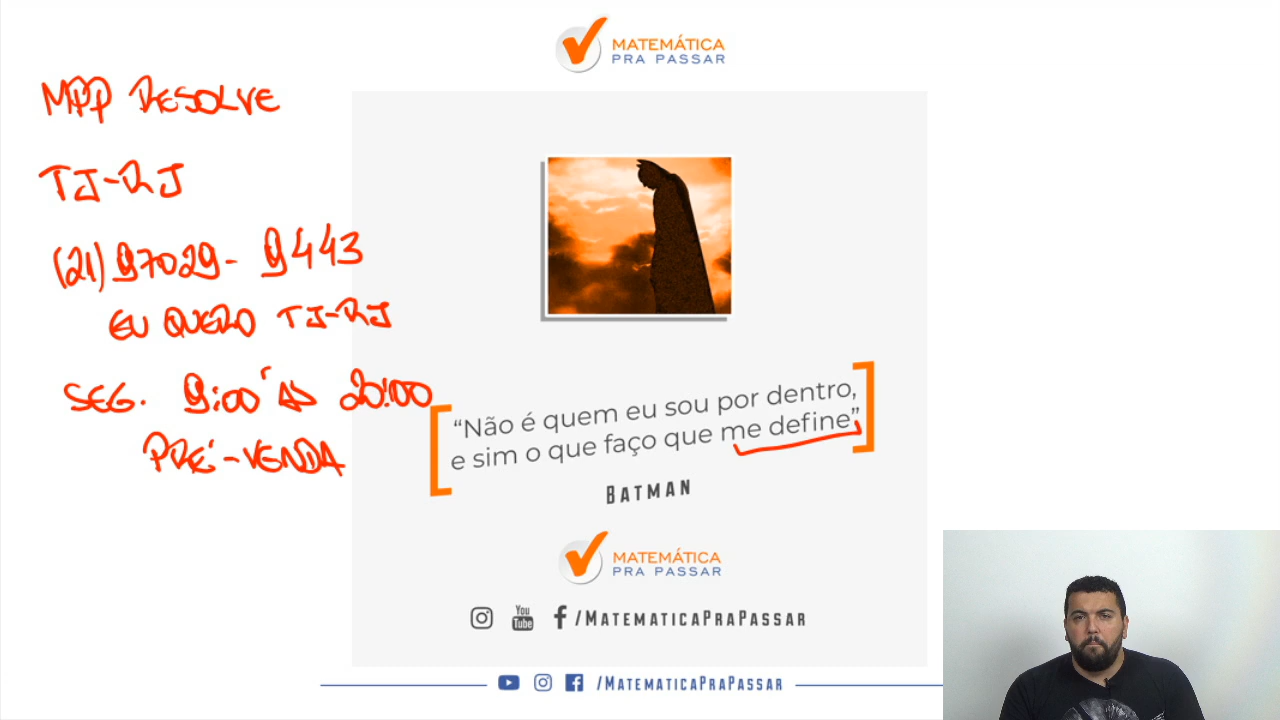 MATEMÁTICA
PRA PASSAR
MPP RESOLVE
TJ-RJ
(21) 97029-9443
EU QUERO TJ-RJ
SEG. 9:00 ÀS 20:00
PRÉ-VENDA
“Não é quem eu sou por dentro,
e sim o que faço que me define”
BATMAN
MATEMÁTICA
PRA PASSAR
You
Tube
/MATEMATICAPRAPASSAR
/MATEMATICAPRAPASSAR